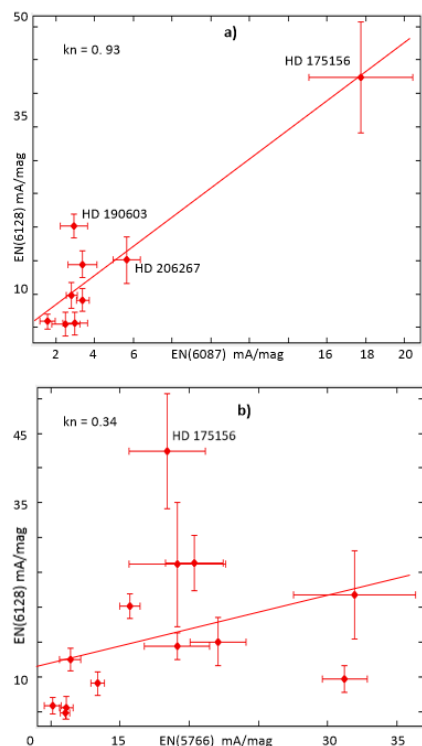 50
a)
kn = 0. 93
HD 175156
35
EN(6128) mA/mag
HD 190603
HD 206267
10
2 4 6 16 18 20
EN(6087) mA/mag
b)
kn = 0.34
45
HD 175156
35
EN(6128) mA/mag
25
10
0 15 30 35
EN(5766) mA/mag